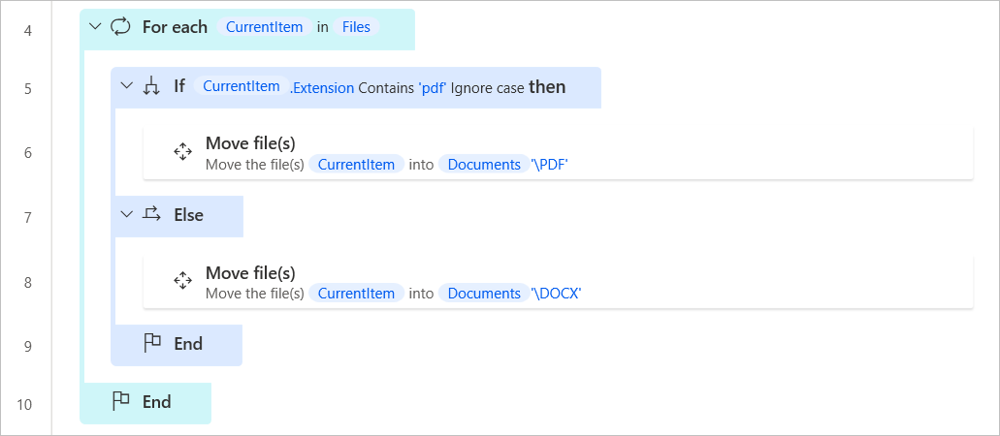 4 For each CurrentItem in Files
5 If CurrentItem .Extension Contains 'pdf' Ignore case then
Move file(s)
6 Move the file(s) CurrentItem into Documents '\PDF'
7 Else
Move file(s)
8 Move the file(s) CurrentItem into Documents '\DOCX'
9 End
10 End